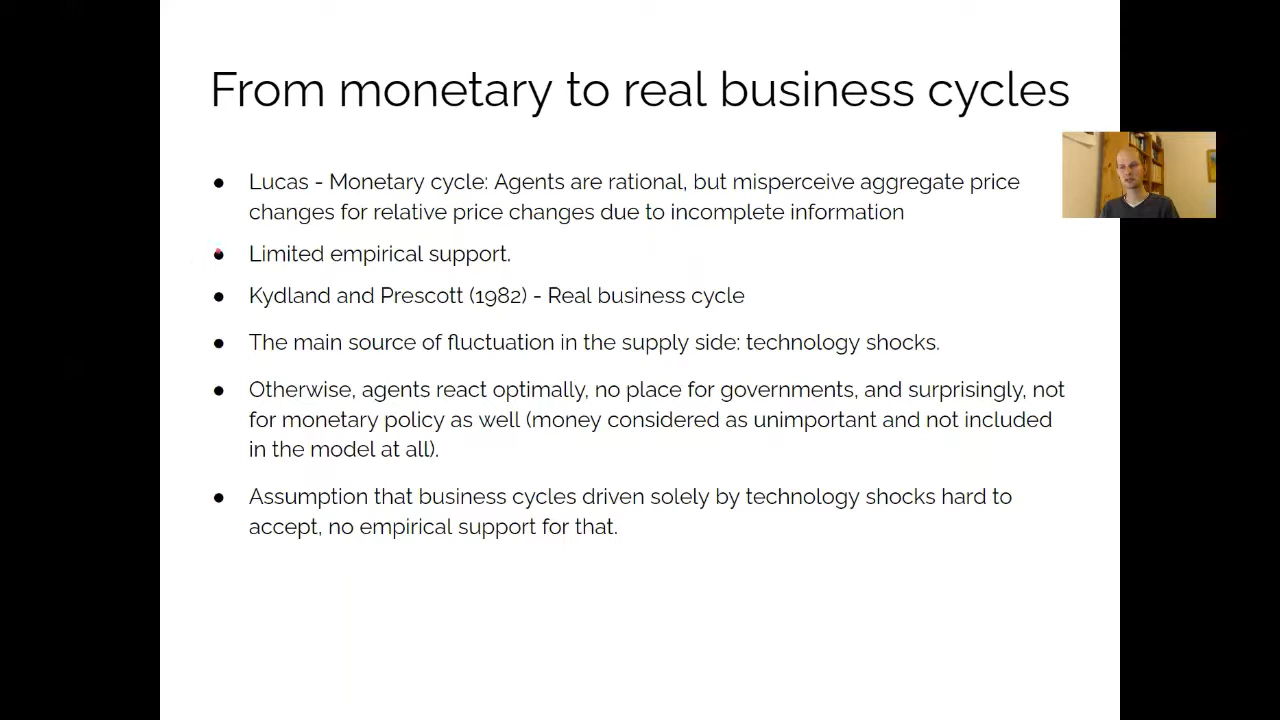 From monetary to real business cycles
● Lucas - Monetary cycle: Agents are rational, but misperceive aggregate price
changes for relative price changes due to incomplete information
● Limited empirical support.
● Kydland and Prescott (1982) - Real business cycle
● The main source of fluctuation in the supply side: technology shocks.
● Otherwise, agents react optimally, no place for governments, and surprisingly, not
for monetary policy as well (money considered as unimportant and not included
in the model at all).
● Assumption that business cycles driven solely by technology shocks hard to
accept, no empirical support for that.